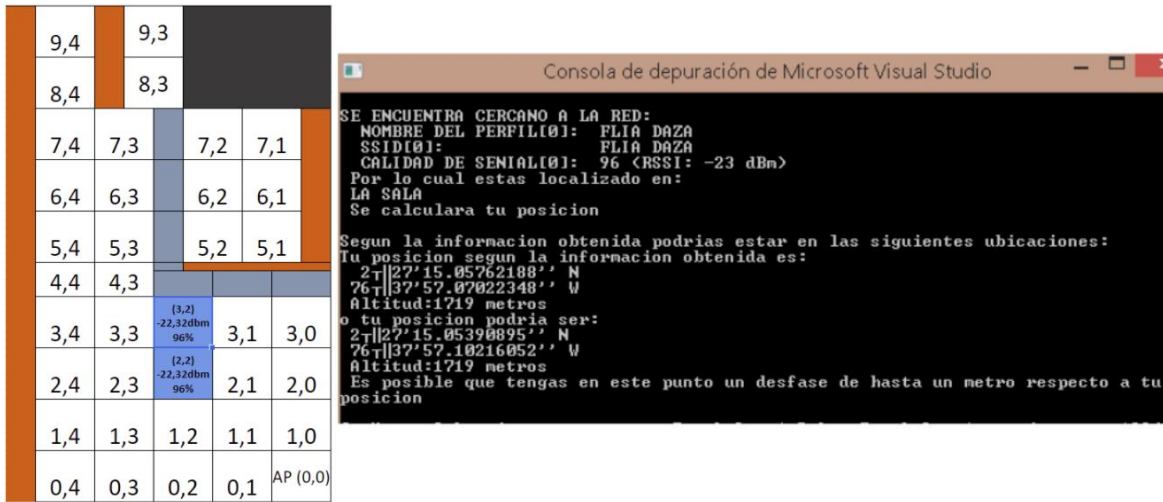 9,4
9,3
8,4
8,3
7,4 7,3 7,2 7,1
6,4 6,3 6,2 6,1
5,4 5,3 5,2 5,1
4,4 4,3
3,4 3,3 (3,2) -22,32dbm 96% 3,1 3,0
2,4 2,3 (2,2) -22,32dbm 96% 2,1 2,0
1,4 1,3 1,2 1,1 1,0
0,4 0,3 0,2 0,1 AP (0,0)
Consola de depuración de Microsoft Visual Studio
SE ENCUENTRA CERCANO A LA RED:
NOMBRE DEL PERFIL[0]: FLIA DAZA
SSID[0]: FLIA DAZA
CALIDAD DE SENIAL[0]: 96 <RSSI: -23 dBm>
Por lo cual estas localizado en:
LA SALA
Se calculara tu posicion
Segun la informacion obtenida podrias estar en las siguientes ubicaciones:
Tu posicion segun la informacion obtenida es:
2┬║27'15.05762188'' N
76┬║37'57.07022348'' W
Altitud:1719 metros
o tu posicion podria ser:
2┬║27'15.05390895'' N
76┬║37'57.10216052'' W
Altitud:1719 metros
Es posible que tengas en este punto un desfase de hasta un metro respecto a tu
posicion